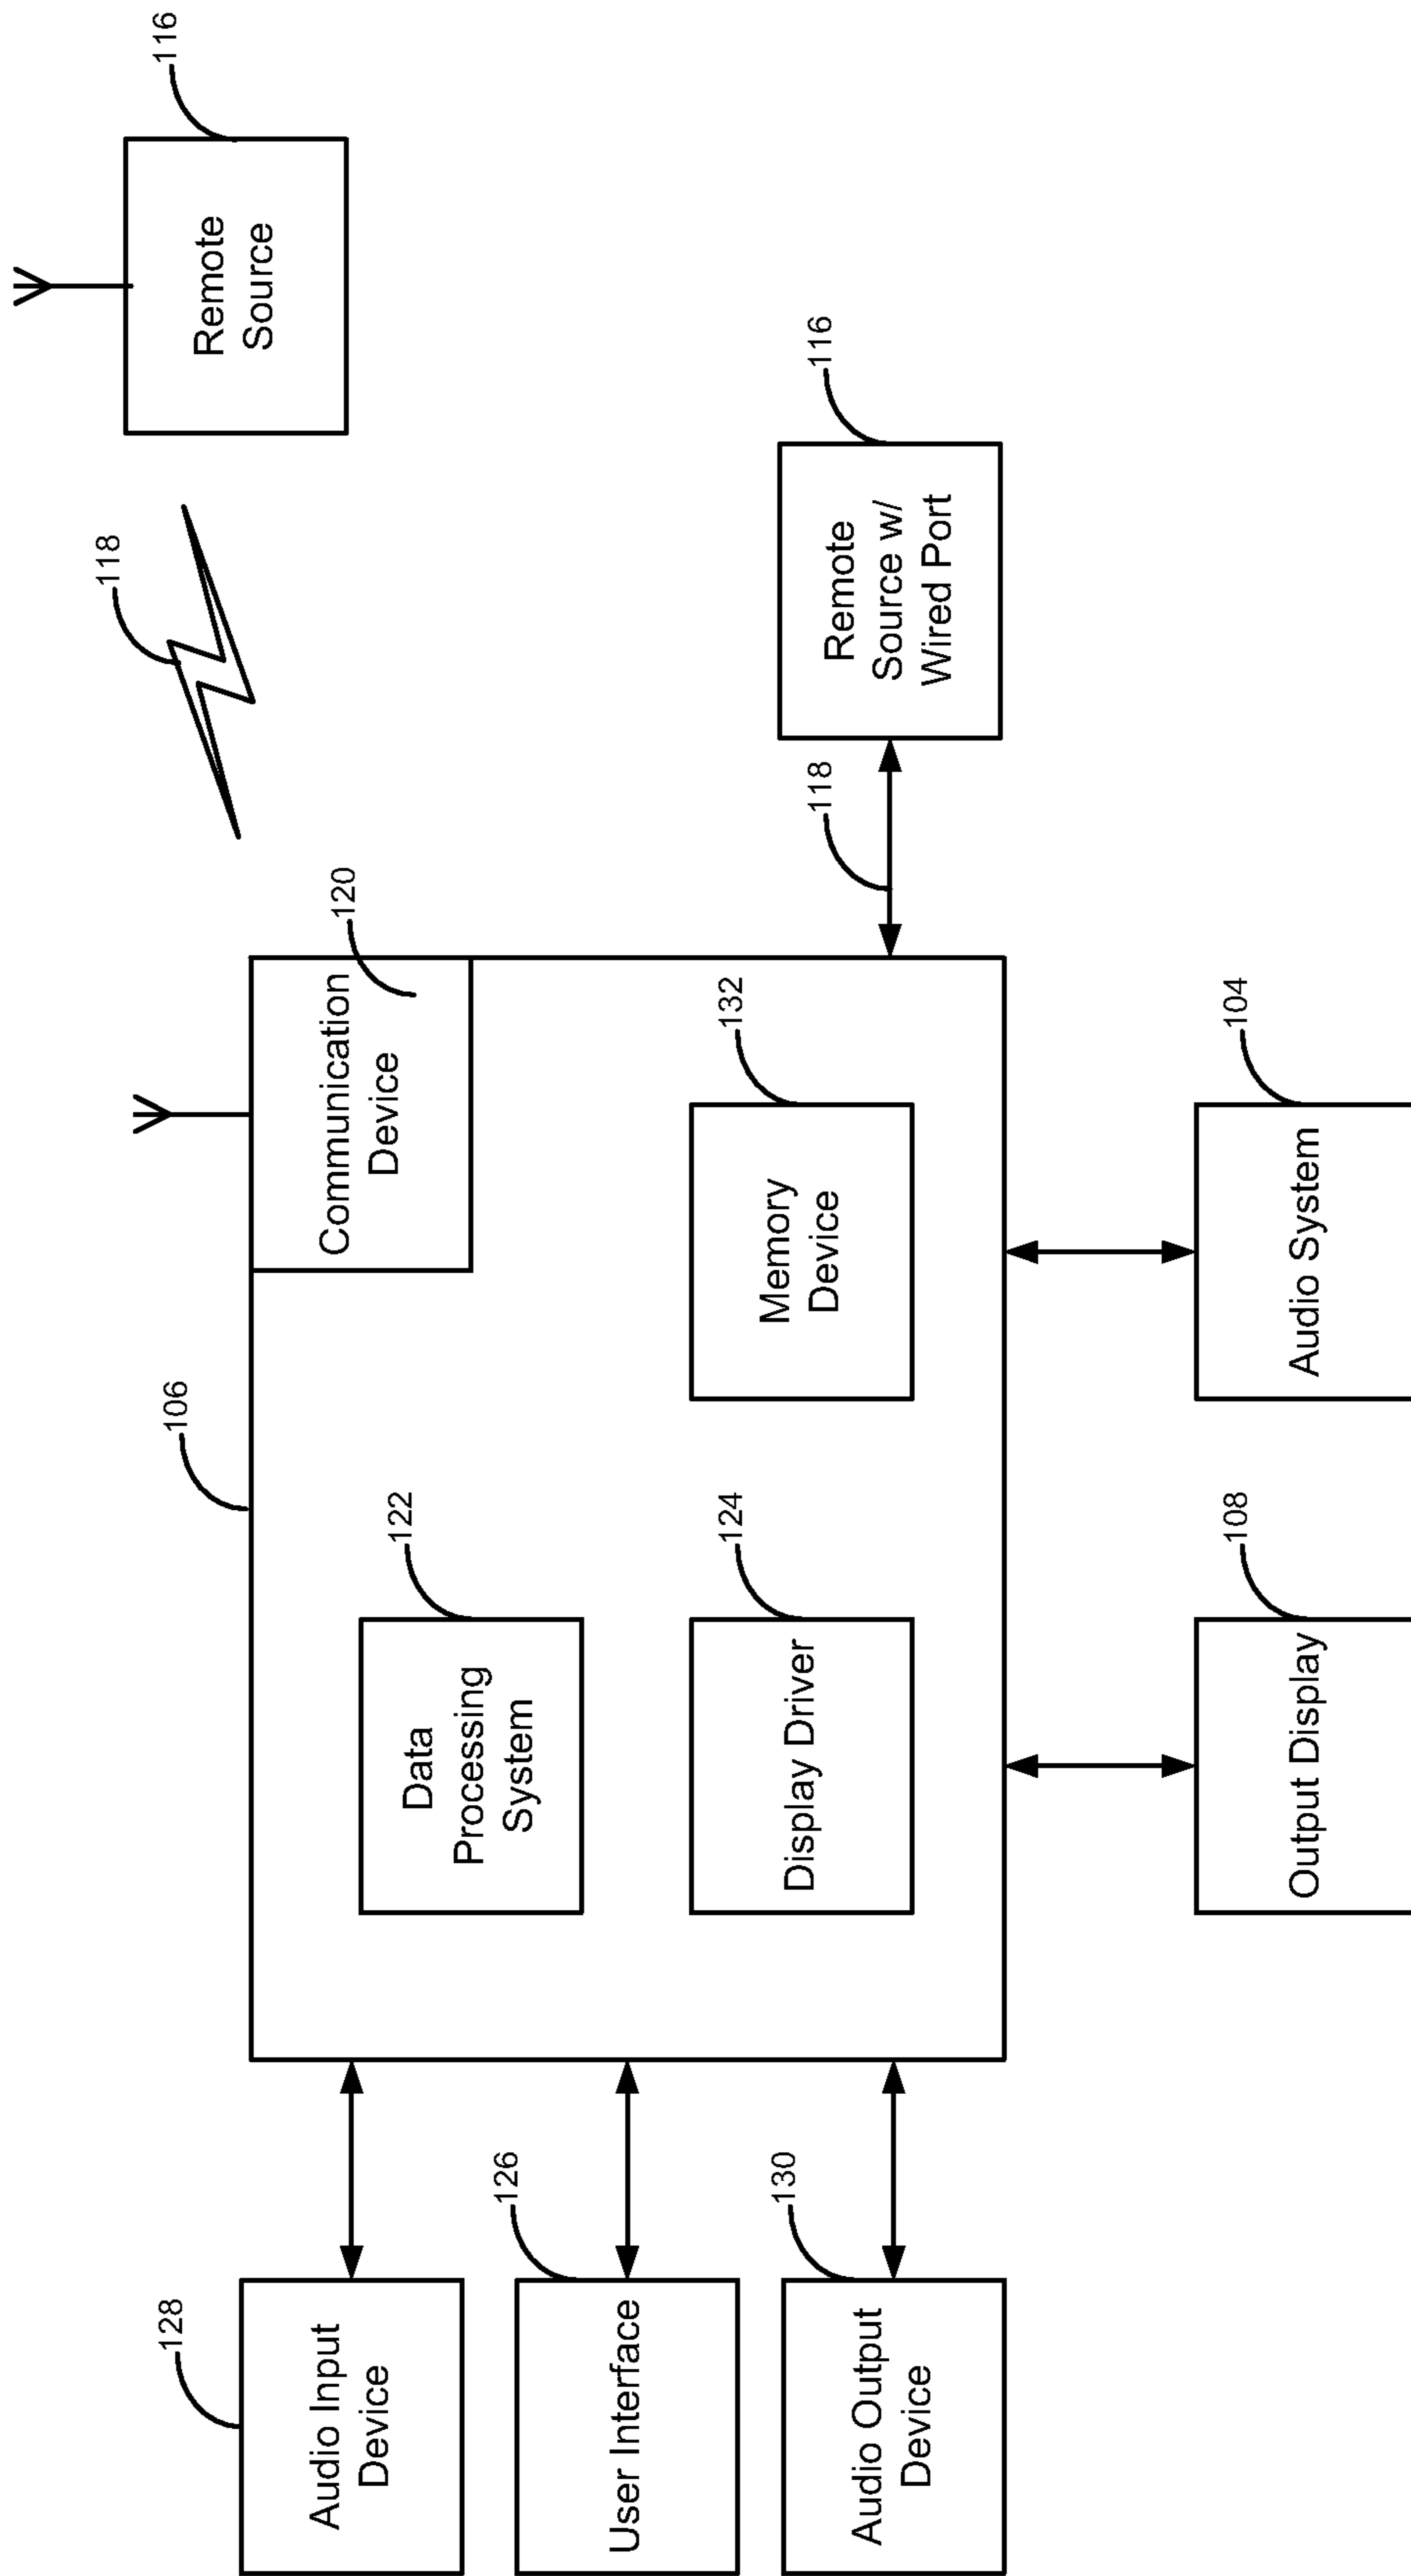 116
Remote
Source
118
116
Remote
Source w/
Wired Port
118
120
Communication
Device
106
132
Memory
Device
122
Data
Processing
System
124
Display Driver
104
Audio System
108
Output Display
128
Audio Input
Device
126
User Interface
130
Audio Output
Device